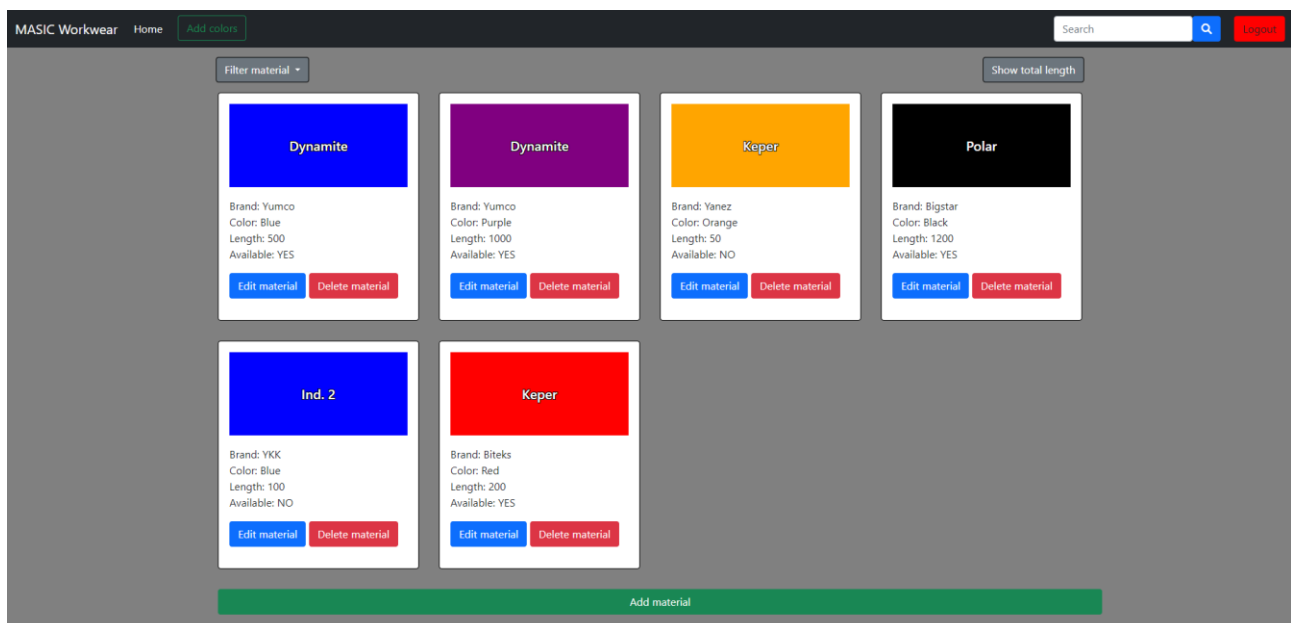 MASIC Workwear Home Add colors Search Logout
Filter material Show total length
Dynamite
Brand: Yumco
Color: Blue
Length: 500
Available: YES
Edit material Delete material
Dynamite
Brand: Yumco
Color: Purple
Length: 1000
Available: YES
Edit material Delete material
Keper
Brand: Yanez
Color: Orange
Length: 50
Available: NO
Edit material Delete material
Polar
Brand: Bigstar
Color: Black
Length: 1200
Available: YES
Edit material Delete material
Ind. 2
Brand: YKK
Color: Blue
Length: 100
Available: NO
Edit material Delete material
Keper
Brand: Biteks
Color: Red
Length: 200
Available: YES
Edit material Delete material
Add material